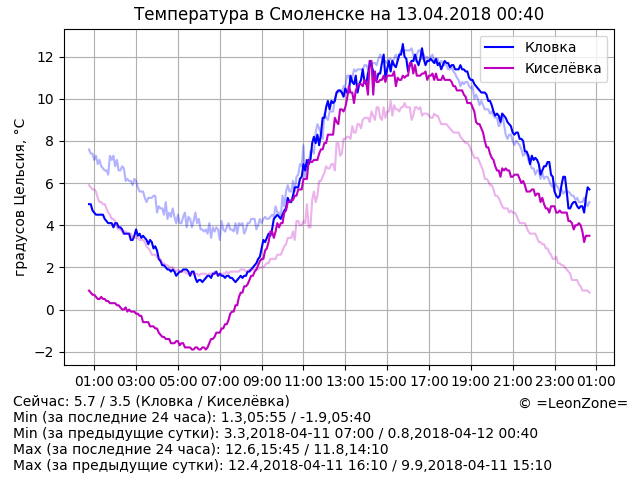 Температура в Смоленске на 13.04.2018 00:40
Кловка
Киселёвка
градусов Цельсия, °C
12
10
8
6
4
2
0
−2
01:00 03:00 05:00 07:00 09:00 11:00 13:00 15:00 17:00 19:00 21:00 23:00 01:00
Сейчас: 5.7 / 3.5 (Кловка / Киселёвка)
© =LeonZone=
Min (за последние 24 часа): 1.3,05:55 / -1.9,05:40
Min (за предыдущие сутки): 3.3,2018-04-11 07:00 / 0.8,2018-04-12 00:40
Max (за последние 24 часа): 12.6,15:45 / 11.8,14:10
Max (за предыдущие сутки): 12.4,2018-04-11 16:10 / 9.9,2018-04-11 15:10